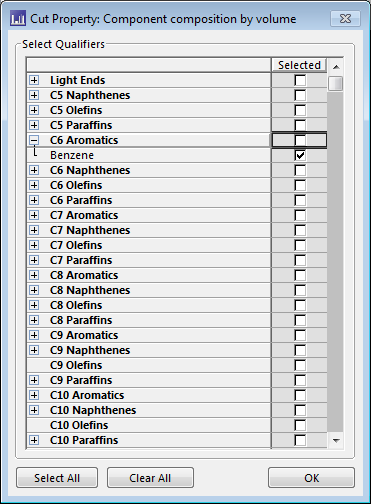 Cut Property: Component composition by volume
Select Qualifiers
Selected
Light Ends
C5 Naphthenes
C5 Olefins
C5 Paraffins
C6 Aromatics
Benzene
C6 Naphthenes
C6 Olefins
C6 Paraffins
C7 Aromatics
C7 Naphthenes
C7 Olefins
C7 Paraffins
C8 Aromatics
C8 Naphthenes
C8 Olefins
C8 Paraffins
C9 Aromatics
C9 Naphthenes
C9 Olefins
C9 Paraffins
C10 Aromatics
C10 Naphthenes
C10 Olefins
C10 Paraffins
Select All Clear All OK